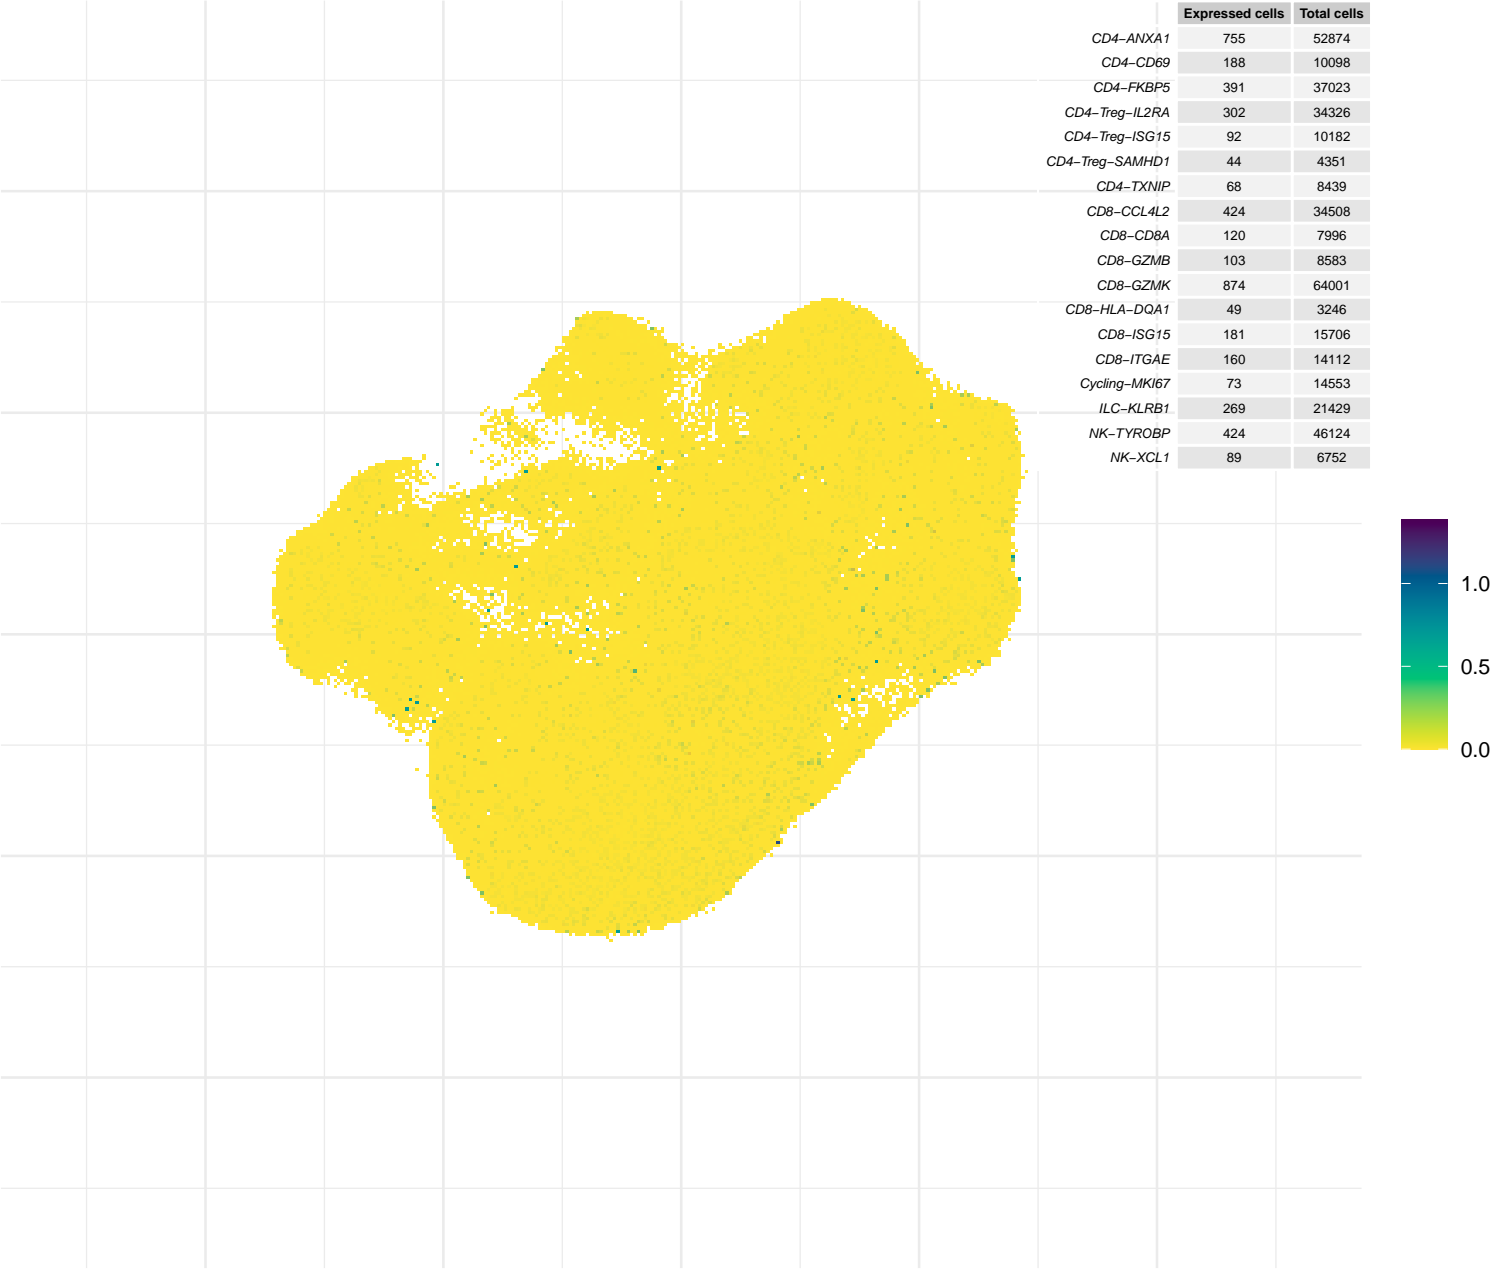 Expressed cells Total cells
CD4−ANXA1 755 52874
CD4−CD69 188 10098
CD4−FKBP5 391 37023
CD4−Treg−IL2RA 302 34326
CD4−Treg−ISG15 92 10182
CD4−Treg−SAMHD1 44 4351
CD4−TXNIP 68 8439
CD8−CCL4L2 424 34508
CD8−CD8A 120 7996
CD8−GZMB 103 8583
CD8−GZMK 874 64001
CD8−HLA−DQA1 49 3246
CD8−ISG15 181 15706
CD8−ITGAE 160 14112
Cycling−MKI67 73 14553
ILC−KLRB1 269 21429
NK−TYROBP 424 46124
NK−XCL1 89 6752
1.0
0.5
0.0